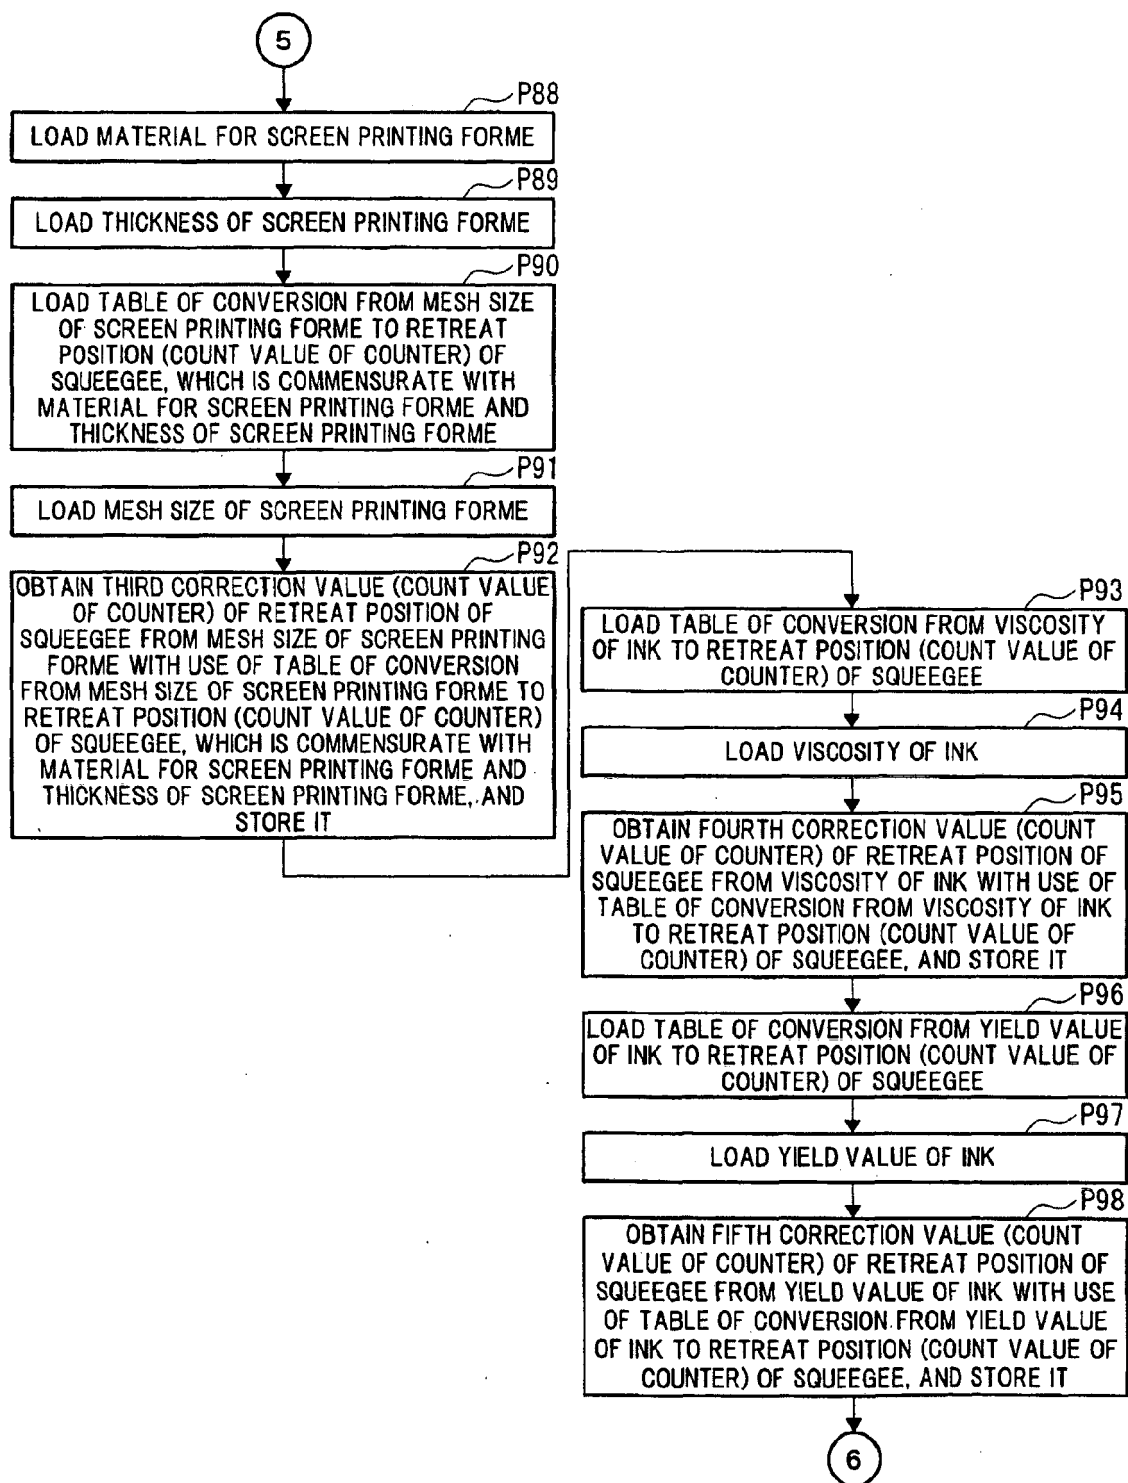 5
P88
LOAD MATERIAL FOR SCREEN PRINTING FORME
P89
LOAD THICKNESS OF SCREEN PRINTING FORME
P90
LOAD TABLE OF CONVERSION FROM MESH SIZE
OF SCREEN PRINTING FORME TO RETREAT
POSITION (COUNT VALUE OF COUNTER) OF
SQUEEGEE, WHICH IS COMMENSURATE WITH
MATERIAL FOR SCREEN PRINTING FORME AND
THICKNESS OF SCREEN PRINTING FORME
P91
LOAD MESH SIZE OF SCREEN PRINTING FORME
P92
OBTAIN THIRD CORRECTION VALUE (COUNT VALUE
OF COUNTER) OF RETREAT POSITION OF
SQUEEGEE FROM MESH SIZE OF SCREEN PRINTING
FORME WITH USE OF TABLE OF CONVERSION
FROM MESH SIZE OF SCREEN PRINTING FORME TO
RETREAT POSITION (COUNT VALUE OF COUNTER)
OF SQUEEGEE, WHICH IS COMMENSURATE WITH
MATERIAL FOR SCREEN PRINTING FORME AND
THICKNESS OF SCREEN PRINTING FORME, AND
STORE IT
P93
LOAD TABLE OF CONVERSION FROM VISCOSITY
OF INK TO RETREAT POSITION (COUNT VALUE OF
COUNTER) OF SQUEEGEE
P94
LOAD VISCOSITY OF INK
P95
OBTAIN FOURTH CORRECTION VALUE (COUNT
VALUE OF COUNTER) OF RETREAT POSITION OF
SQUEEGEE FROM VISCOSITY OF INK WITH USE OF
TABLE OF CONVERSION FROM VISCOSITY OF INK
TO RETREAT POSITION (COUNT VALUE OF
COUNTER) OF SQUEEGEE, AND STORE IT
P96
LOAD TABLE OF CONVERSION FROM YIELD VALUE
OF INK TO RETREAT POSITION (COUNT VALUE OF
COUNTER) OF SQUEEGEE
P97
LOAD YIELD VALUE OF INK
P98
OBTAIN FIFTH CORRECTION VALUE (COUNT
VALUE OF COUNTER) OF RETREAT POSITION OF
SQUEEGEE FROM YIELD VALUE OF INK WITH USE
OF TABLE OF CONVERSION FROM YIELD VALUE
OF INK TO RETREAT POSITION (COUNT VALUE OF
COUNTER) OF SQUEEGEE, AND STORE IT
6